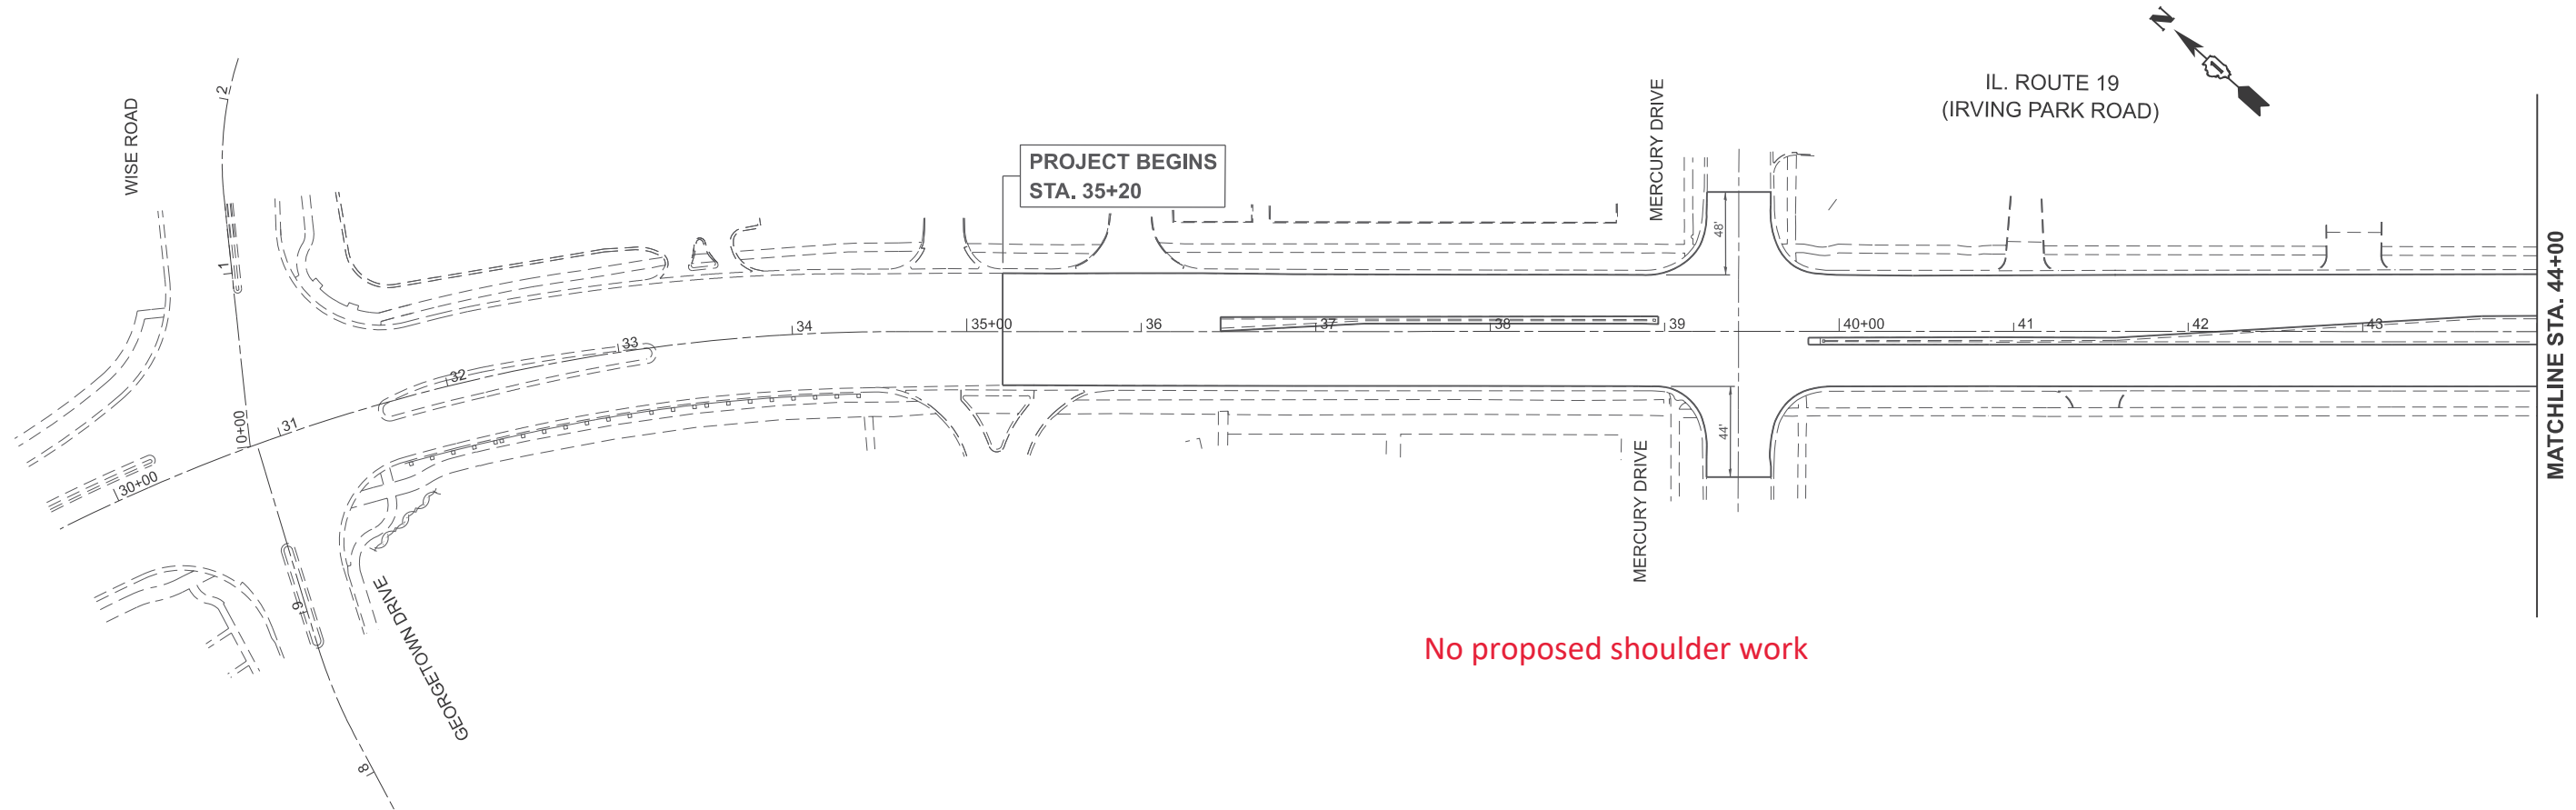 N
IL. ROUTE 19
(IRVING PARK ROAD)
WISE ROAD
2
1
0+00
9
8
GEORGETOWN DRIVE
PROJECT BEGINS
STA. 35+20
MERCURY DRIVE
48'
30+00
31
32
33
34
35+00
36
37
38
39
40+00
41
42
43
MATCHLINE STA. 44+00
44'
MERCURY DRIVE
No proposed shoulder work